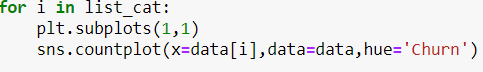 for i in list_cat:
    plt.subplots(1,1)
    sns.countplot(x=data[i],data=data,hue='Churn')